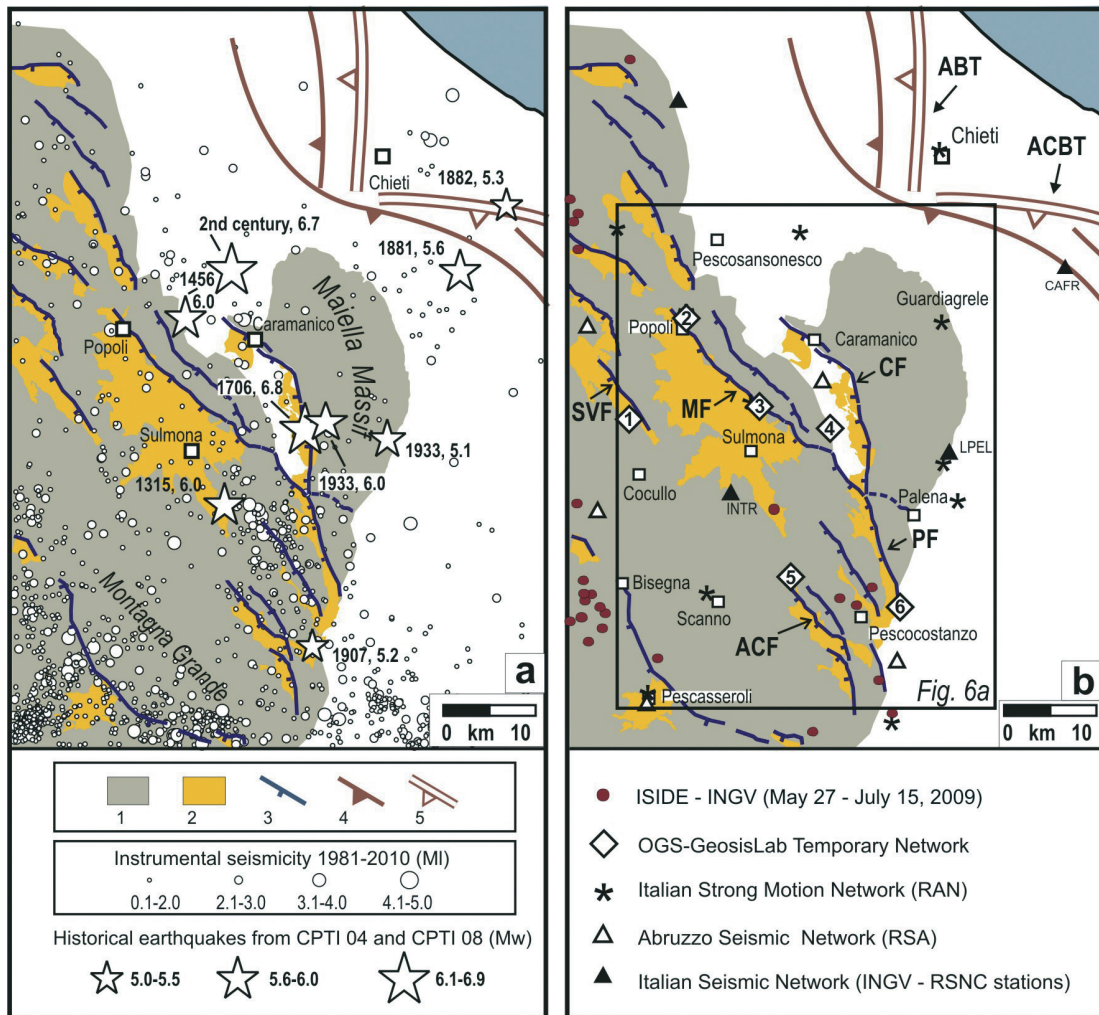 Chieti
1882, 5.3
2nd century, 6.7
1881, 5.6
1456
6.0
Maiella Massif
Caramanico
Popoli
1706, 6.8
Sulmona
1933, 5.1
1933, 6.0
1315, 6.0
Montagna Grande
1907, 5.2
a
0 km 10
ABT
Chieti
ACBT
Pescosansonesco
CAFR
Guardiagrele
2
Popoli
Caramanico
CF
SVF
MF
1
3
4
Sulmona
LPEL
Cocullo
INTR
Palena
PF
Bisegna
5
6
Scanno
Pescocostanzo
ACF
Pescasseroli
Fig. 6a
b
0 km 10
1 2 3 4 5
Instrumental seismicity 1981-2010 (Ml)
0.1-2.0 2.1-3.0 3.1-4.0 4.1-5.0
Historical earthquakes from CPTI 04 and CPTI 08 (Mw)
5.0-5.5 5.6-6.0 6.1-6.9
ISIDE - INGV (May 27 - July 15, 2009)
OGS-GeosisLab Temporary Network
Italian Strong Motion Network (RAN)
Abruzzo Seismic Network (RSA)
Italian Seismic Network (INGV - RSNC stations)